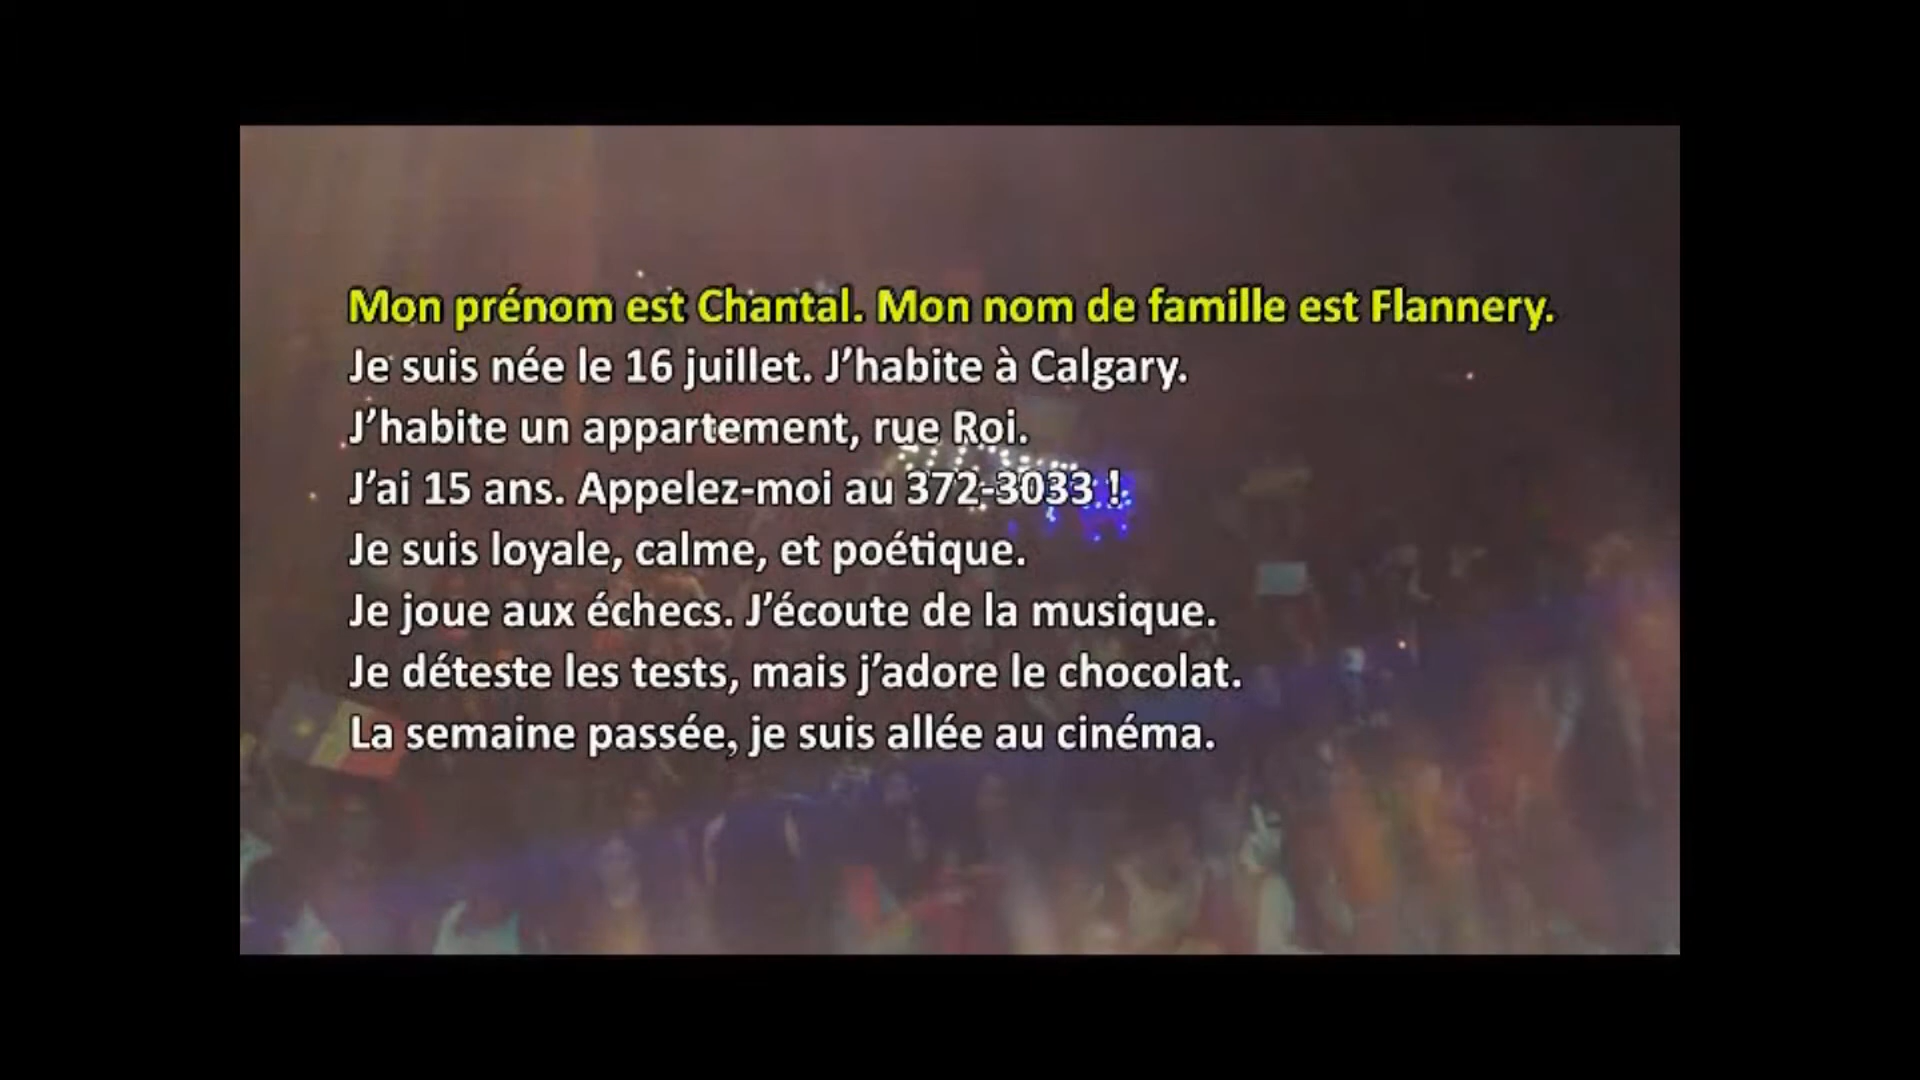 Mon prénom est Chantal. Mon nom de famille est Flannery.
Je suis née le 16 juillet. J’habite à Calgary.
J’habite un appartement, rue Roi.
J’ai 15 ans. Appelez-moi au 372-3033 !
Je suis loyale, calme, et poétique.
Je joue aux échecs. J’écoute de la musique.
Je déteste les tests, mais j’adore le chocolat.
La semaine passée, je suis allée au cinéma.